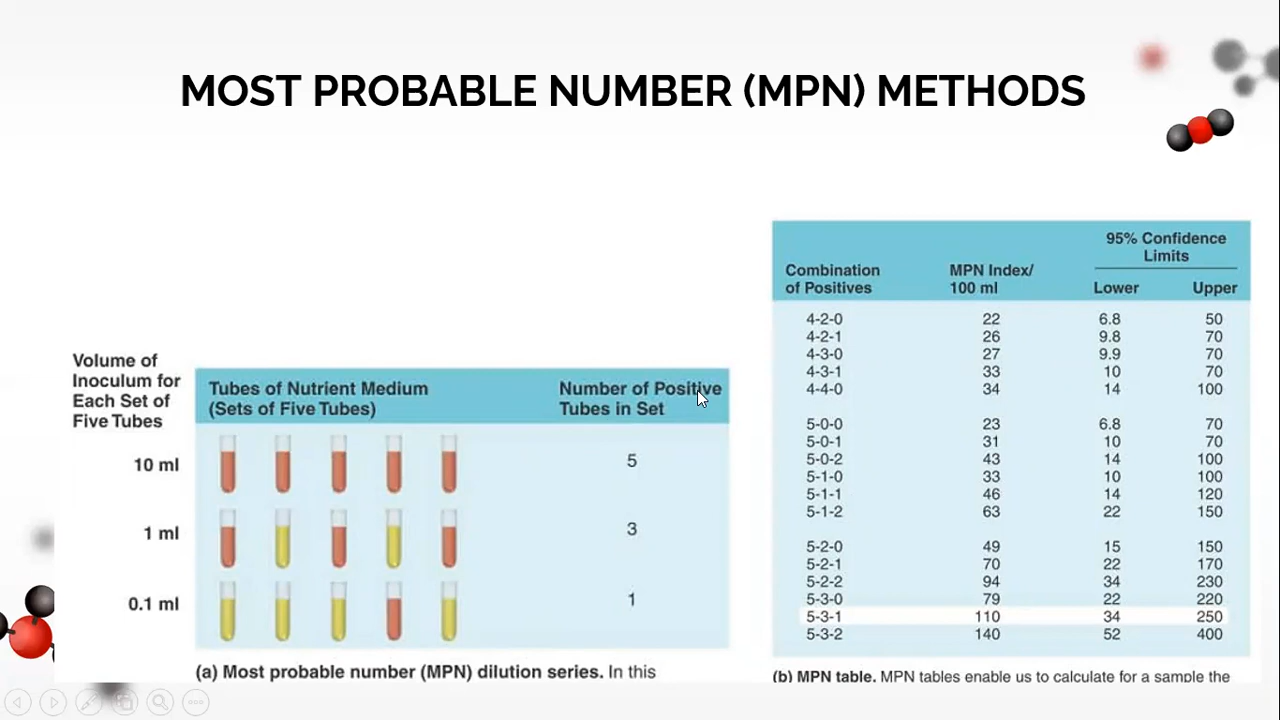 MOST PROBABLE NUMBER (MPN) METHODS
Volume of
Inoculum for
Each Set of
Five Tubes
Tubes of Nutrient Medium
(Sets of Five Tubes)
Number of Positive
Tubes in Set
10 ml 5
1 ml 3
0.1 ml 1
(a) Most probable number (MPN) dilution series. In this
95% Confidence
Limits
Combination
of Positives
MPN Index/
100 ml
Lower Upper
4-2-0 22 6.8 50
4-2-1 26 9.8 70
4-3-0 27 9.9 70
4-3-1 33 10 70
4-4-0 34 14 100
5-0-0 23 6.8 70
5-0-1 31 10 70
5-0-2 43 14 100
5-1-0 33 10 100
5-1-1 46 14 120
5-1-2 63 22 150
5-2-0 49 15 150
5-2-1 70 22 170
5-2-2 94 34 230
5-3-0 79 22 220
5-3-1 110 34 250
5-3-2 140 52 400
(b) MPN table. MPN tables enable us to calculate for a sample the